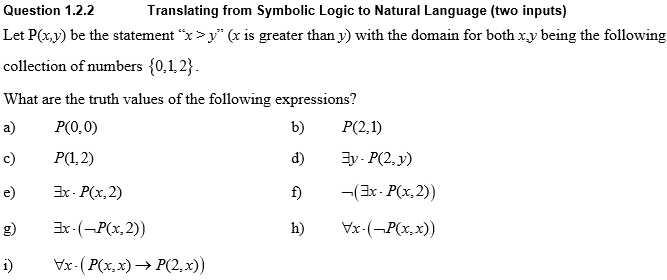 Question 1.2.2 Translating from Symbolic Logic to Natural Language (two inputs)
Let P(x,y) be the statement “x > y” (x is greater than y) with the domain for both x,y being the following
collection of numbers {0,1,2}.
What are the truth values of the following expressions?
a) P(0,0) b) P(2,1)
c) P(1,2) d) ∃y · P(2, y)
e) ∃x · P(x,2) f) ¬(∃x · P(x,2))
g) ∃x · (¬P(x,2)) h) ∀x · (¬P(x,x))
i) ∀x · (P(x,x) → P(2,x))